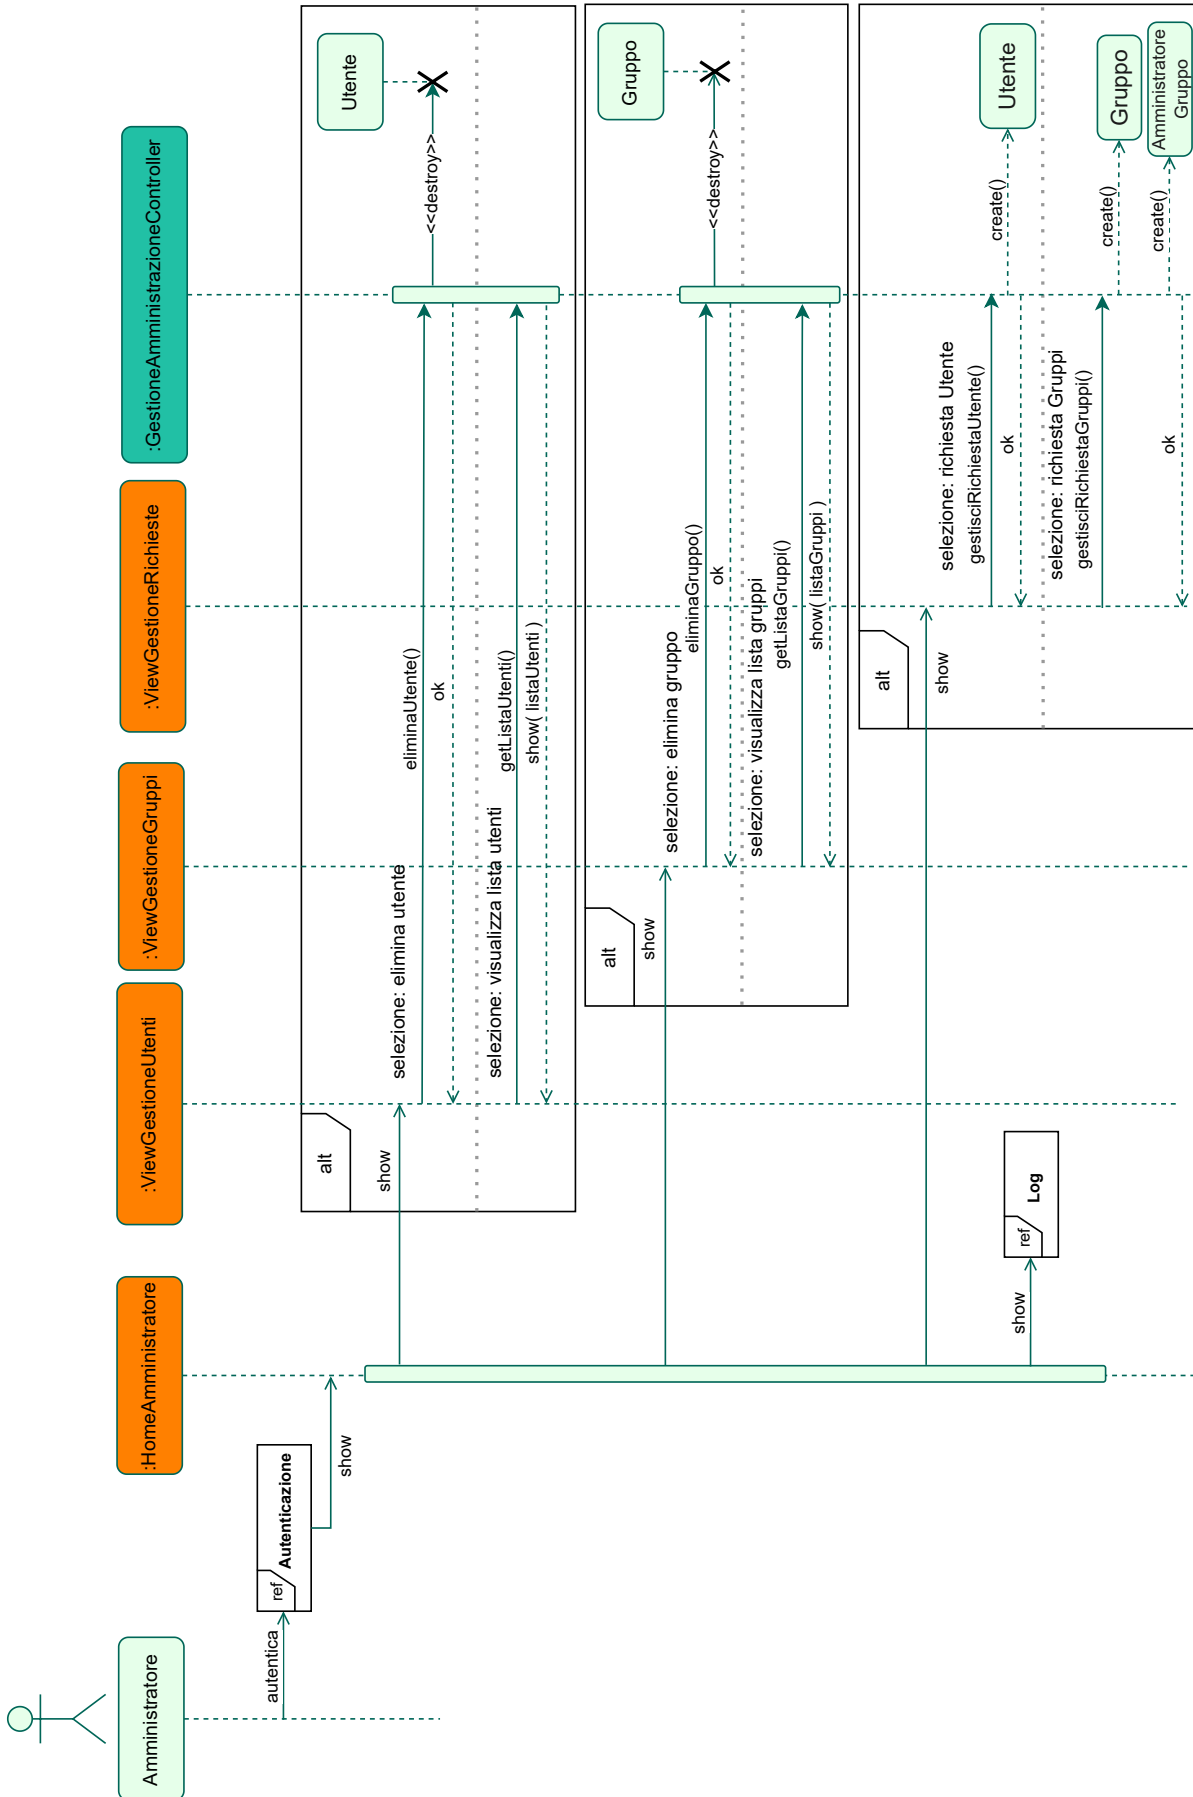 Amministratore
:HomeAmministratore
:ViewGestioneUtenti
:ViewGestioneGruppi
:ViewGestioneRichieste
:GestioneAmministrazioneController
autentica
ref
Autenticazione
show
alt
show
selezione: elimina utente
eliminaUtente()
ok
<<destroy>>
Utente
selezione: visualizza lista utenti
getListaUtenti()
show( listaUtenti )
alt
show
selezione: elimina gruppo
eliminaGruppo()
ok
<<destroy>>
Gruppo
selezione: visualizza lista gruppi
getListaGruppi()
show( listaGruppi )
alt
show
selezione: richiesta Utente
gestisciRichiestaUtente()
create()
Utente
ok
selezione: richiesta Gruppi
gestisciRichiestaGruppi()
create()
Gruppo
create()
Amministratore
Gruppo
ok
show
ref
Log